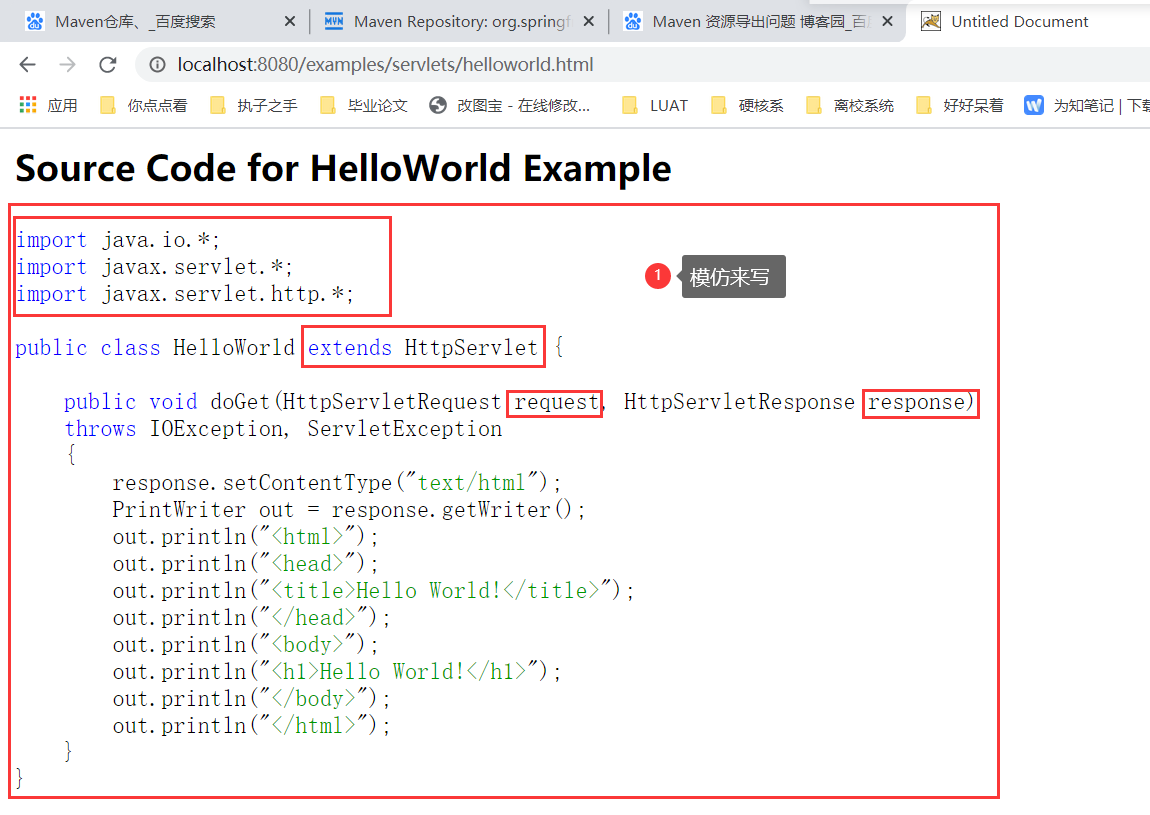 Maven仓库、_百度搜索
Maven Repository: org.springf
Maven 资源导出问题 博客园_百
Untitled Document
localhost:8080/examples/servlets/helloworld.html
应用 你点点看 执子之手 毕业论文 改图宝 - 在线修改... LUAT 硬核系 离校系统 好好呆着 为知笔记 | 下载
Source Code for HelloWorld Example
import java.io.*;
import javax.servlet.*;
import javax.servlet.http.*;
1 模仿来写
public class HelloWorld extends HttpServlet {
public void doGet(HttpServletRequest request, HttpServletResponse response)
throws IOException, ServletException
{
response.setContentType("text/html");
PrintWriter out = response.getWriter();
out.println("<html>");
out.println("<head>");
out.println("<title>Hello World!</title>");
out.println("</head>");
out.println("<body>");
out.println("<h1>Hello World!</h1>");
out.println("</body>");
out.println("</html>");
}
}